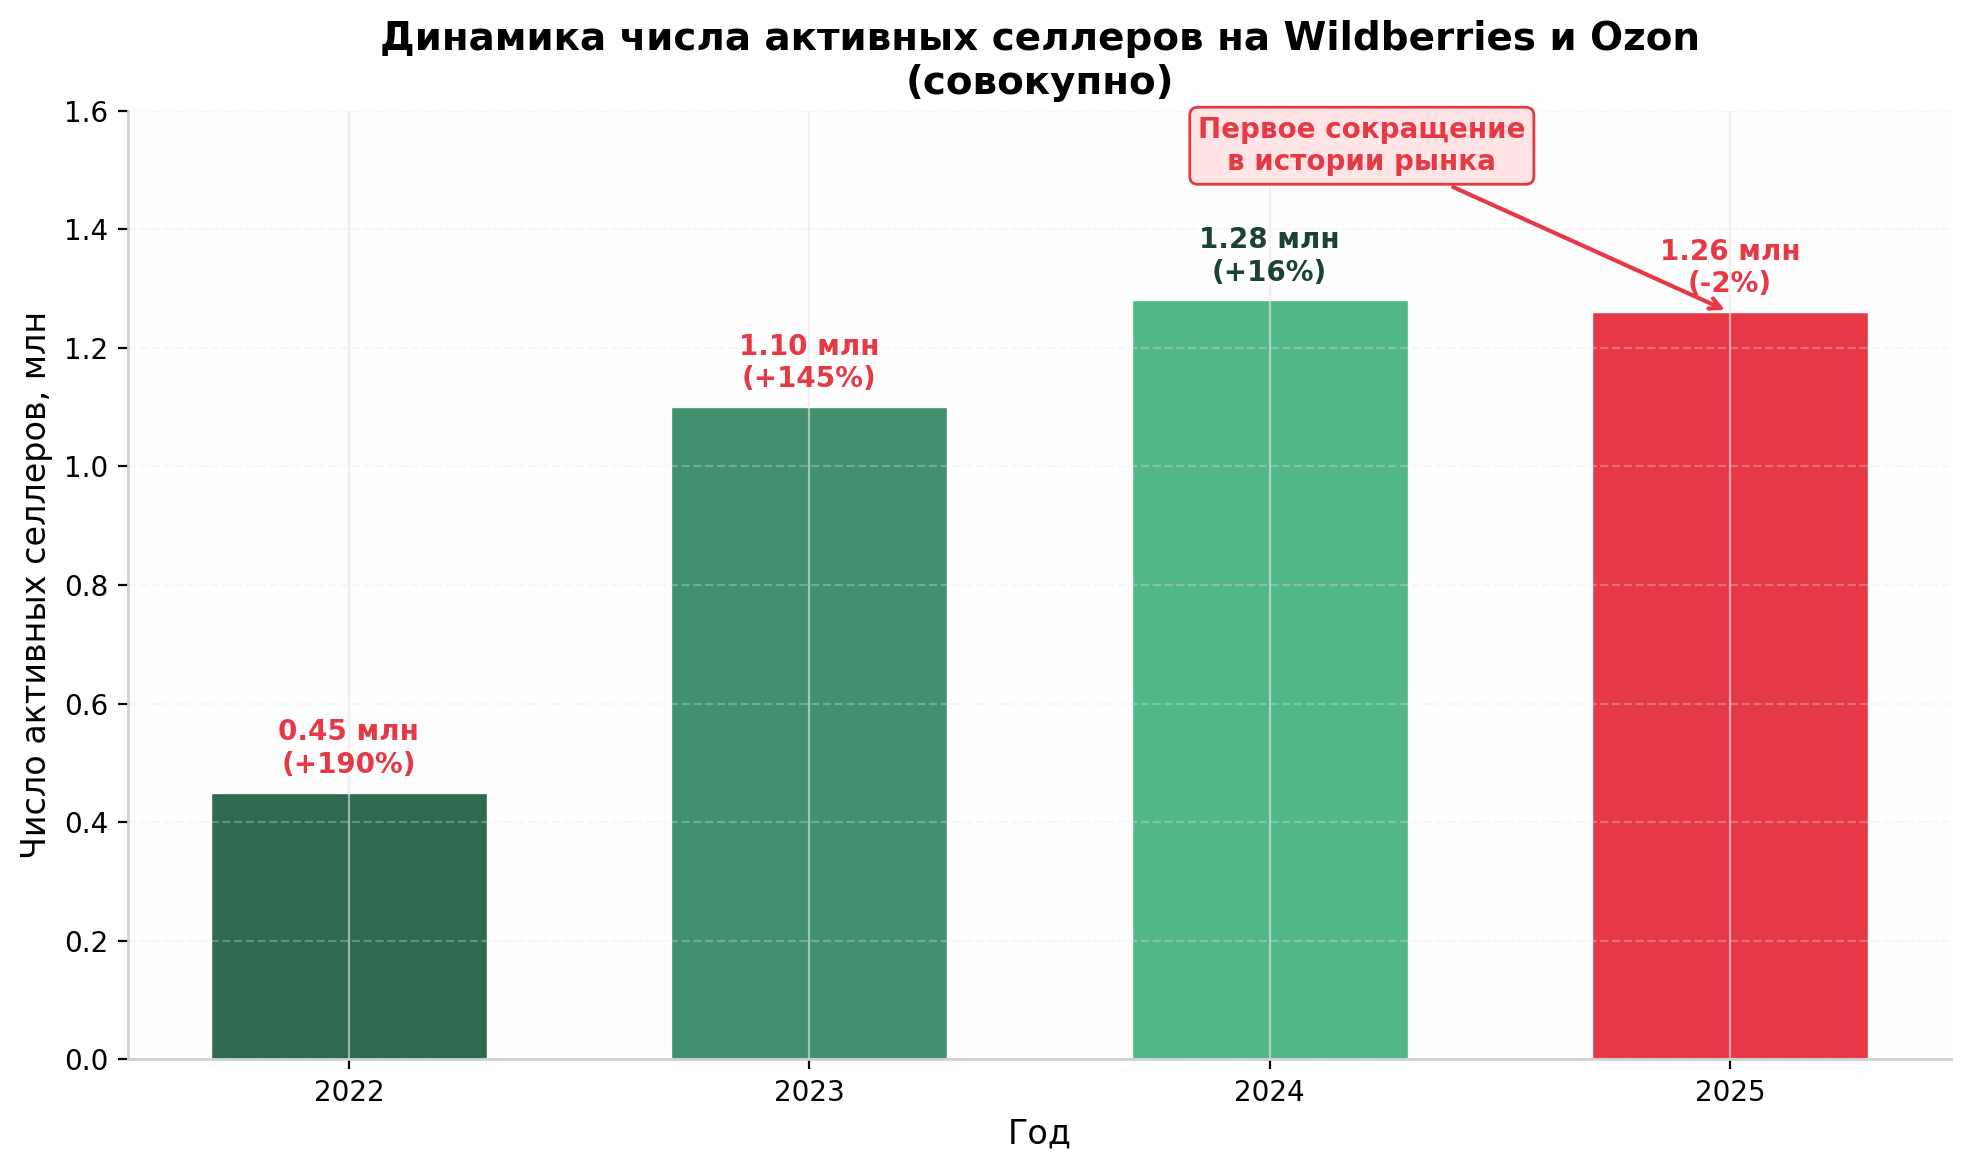 Динамика числа активных селлеров на Wildberries и Ozon
(совокупно)
Число активных селлеров, млн
1.6
1.4
1.2
1.0
0.8
0.6
0.4
0.2
0.0
Первое сокращение
в истории рынка
0.45 млн
(+190%)
1.10 млн
(+145%)
1.28 млн
(+16%)
1.26 млн
(-2%)
2022
2023
2024
2025
Год